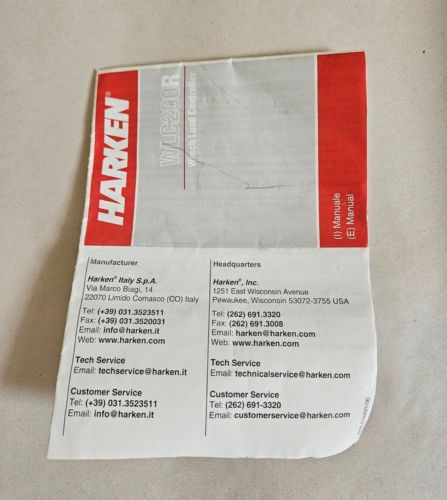 HARKEN®
WLC200R
Winch Load Controller
(I) Manuale
(E) Manual
Manufacturer
Harken® Italy S.p.A.
Via Marco Biagi, 14
22070 Limido Comasco (CO) Italy
Tel: (+39) 031.3523511
Fax: (+39) 031.3520031
Email: info@harken.it
Web: www.harken.com
Tech Service
Email: techservice@harken.it
Customer Service
Tel: (+39) 031.3523511
Email: info@harken.it
Headquarters
Harken®, Inc.
1251 East Wisconsin Avenue
Pewaukee, Wisconsin 53072-3755 USA
Tel: (262) 691.3320
Fax: (262) 691.3008
Email: harken@harken.com
Web: www.harken.com
Tech Service
Email: technicalservice@harken.com
Customer Service
Tel: (262) 691-3320
Email: customerservice@harken.com